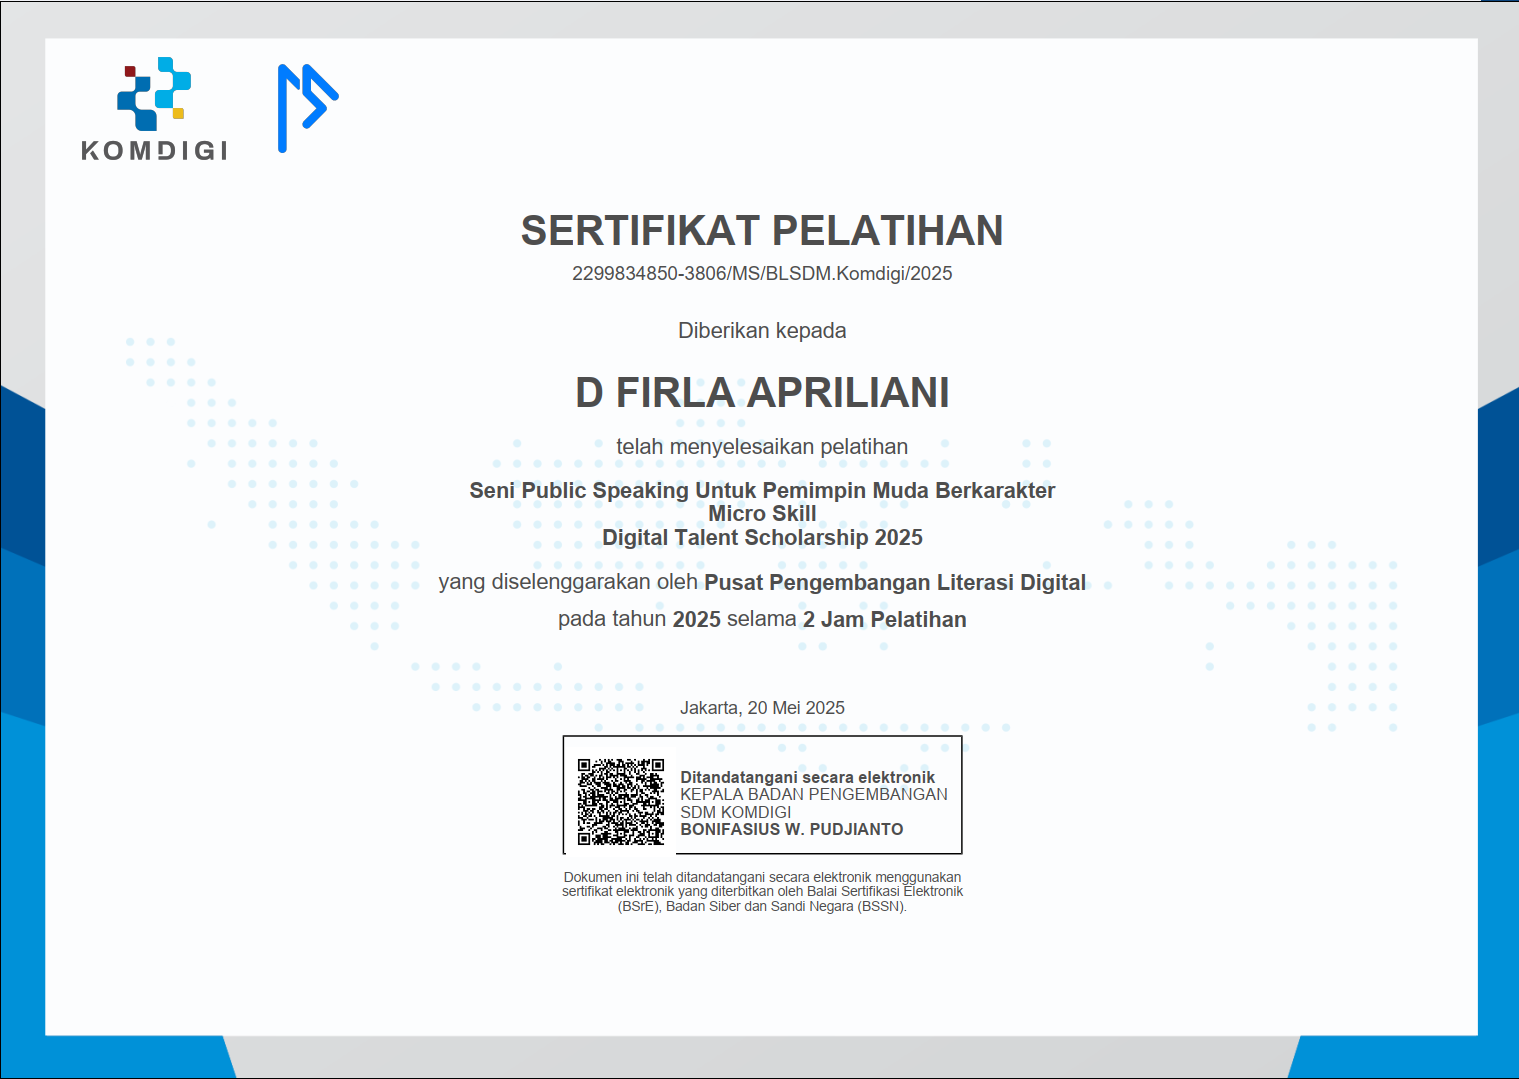 KOMDIGI
SERTIFIKAT PELATIHAN
2299834850-3806/MS/BLSDM.Komdigi/2025
Diberikan kepada
D FIRLA APRILIANI
telah menyelesaikan pelatihan
Seni Public Speaking Untuk Pemimpin Muda Berkarakter
Micro Skill
Digital Talent Scholarship 2025
yang diselenggarakan oleh Pusat Pengembangan Literasi Digital
pada tahun 2025 selama 2 Jam Pelatihan
Jakarta, 20 Mei 2025
Ditandatangani secara elektronik
KEPALA BADAN PENGEMBANGAN
SDM KOMDIGI
BONIFASIUS W. PUDJIANTO
Dokumen ini telah ditandatangani secara elektronik menggunakan
sertifikat elektronik yang diterbitkan oleh Balai Sertifikasi Elektronik
(BSrE), Badan Siber dan Sandi Negara (BSSN).